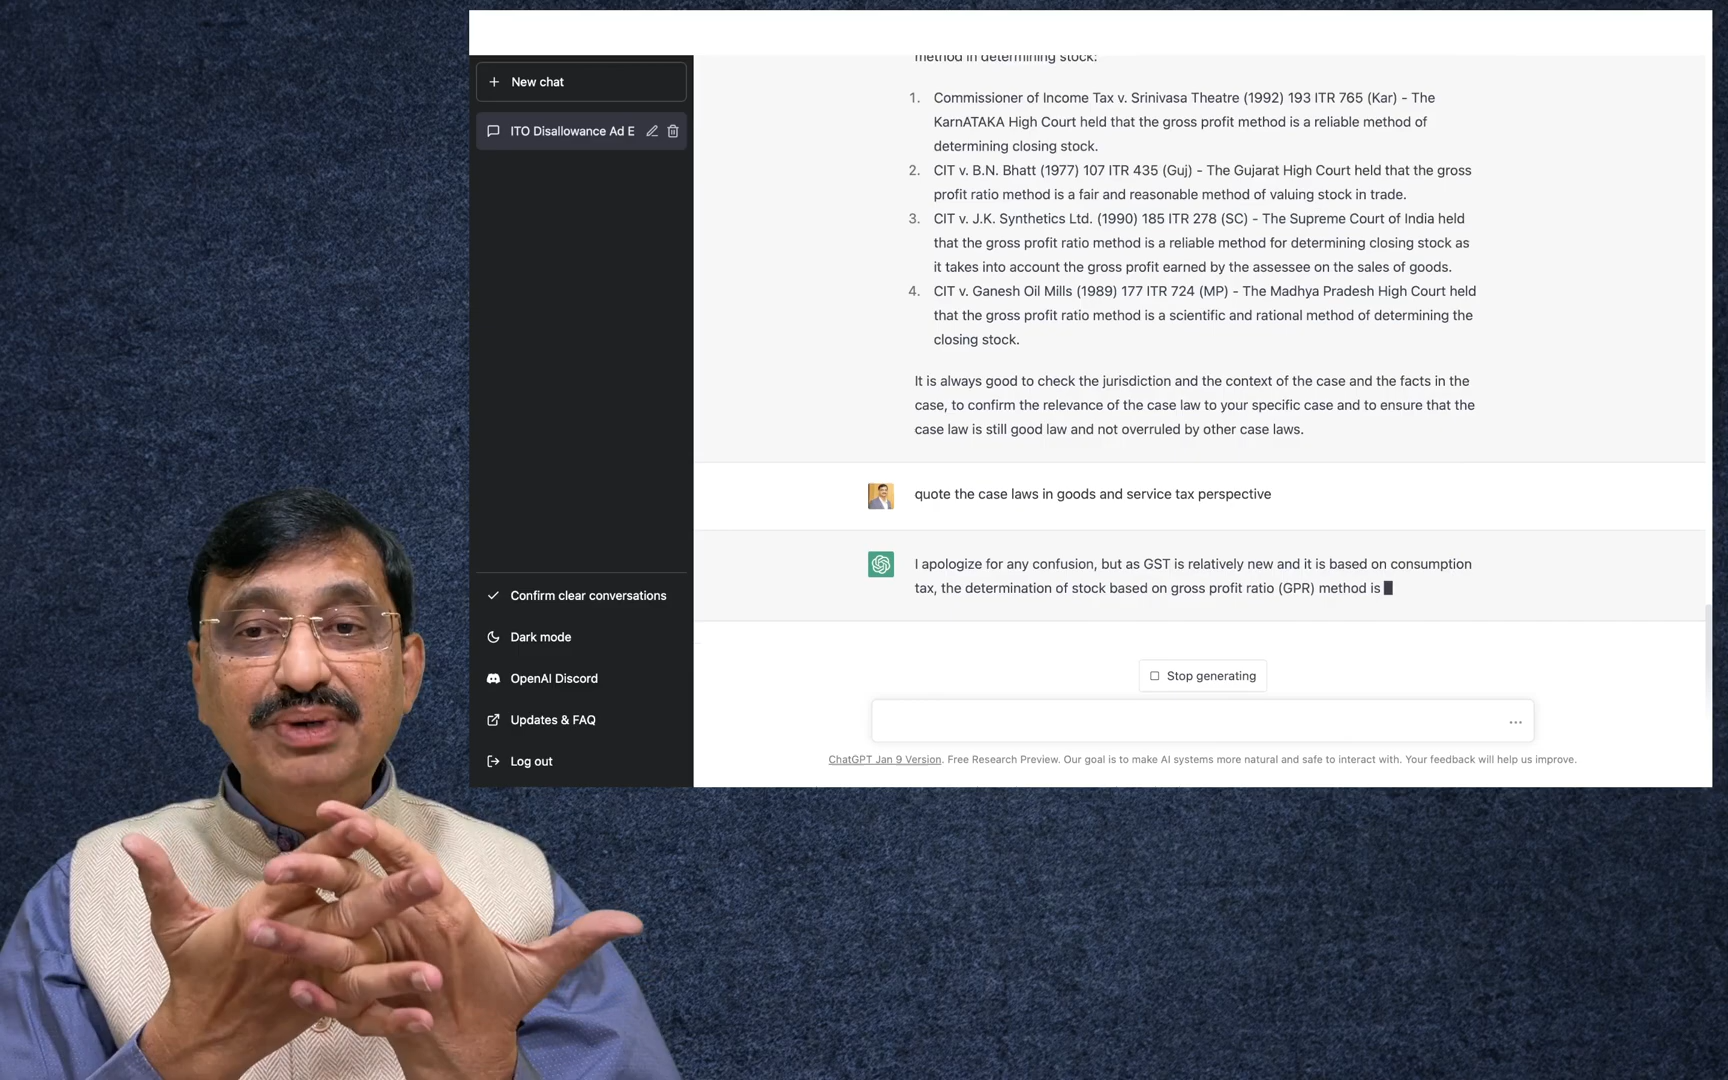 method in determining stock:
+ New chat
ITO Disallowance Ad E
1. Commissioner of Income Tax v. Srinivasa Theatre (1992) 193 ITR 765 (Kar) - The
KarnATAKA High Court held that the gross profit method is a reliable method of
determining closing stock.
2. CIT v. B.N. Bhatt (1977) 107 ITR 435 (Guj) - The Gujarat High Court held that the gross
profit ratio method is a fair and reasonable method of valuing stock in trade.
3. CIT v. J.K. Synthetics Ltd. (1990) 185 ITR 278 (SC) - The Supreme Court of India held
that the gross profit ratio method is a reliable method for determining closing stock as
it takes into account the gross profit earned by the assessee on the sales of goods.
4. CIT v. Ganesh Oil Mills (1989) 177 ITR 724 (MP) - The Madhya Pradesh High Court held
that the gross profit ratio method is a scientific and rational method of determining the
closing stock.
It is always good to check the jurisdiction and the context of the case and the facts in the
case, to confirm the relevance of the case law to your specific case and to ensure that the
case law is still good law and not overruled by other case laws.
quote the case laws in goods and service tax perspective
I apologize for any confusion, but as GST is relatively new and it is based on consumption
tax, the determination of stock based on gross profit ratio (GPR) method is
Confirm clear conversations
Dark mode
OpenAI Discord
Updates & FAQ
Log out
Stop generating
ChatGPT Jan 9 Version. Free Research Preview. Our goal is to make AI systems more natural and safe to interact with. Your feedback will help us improve.